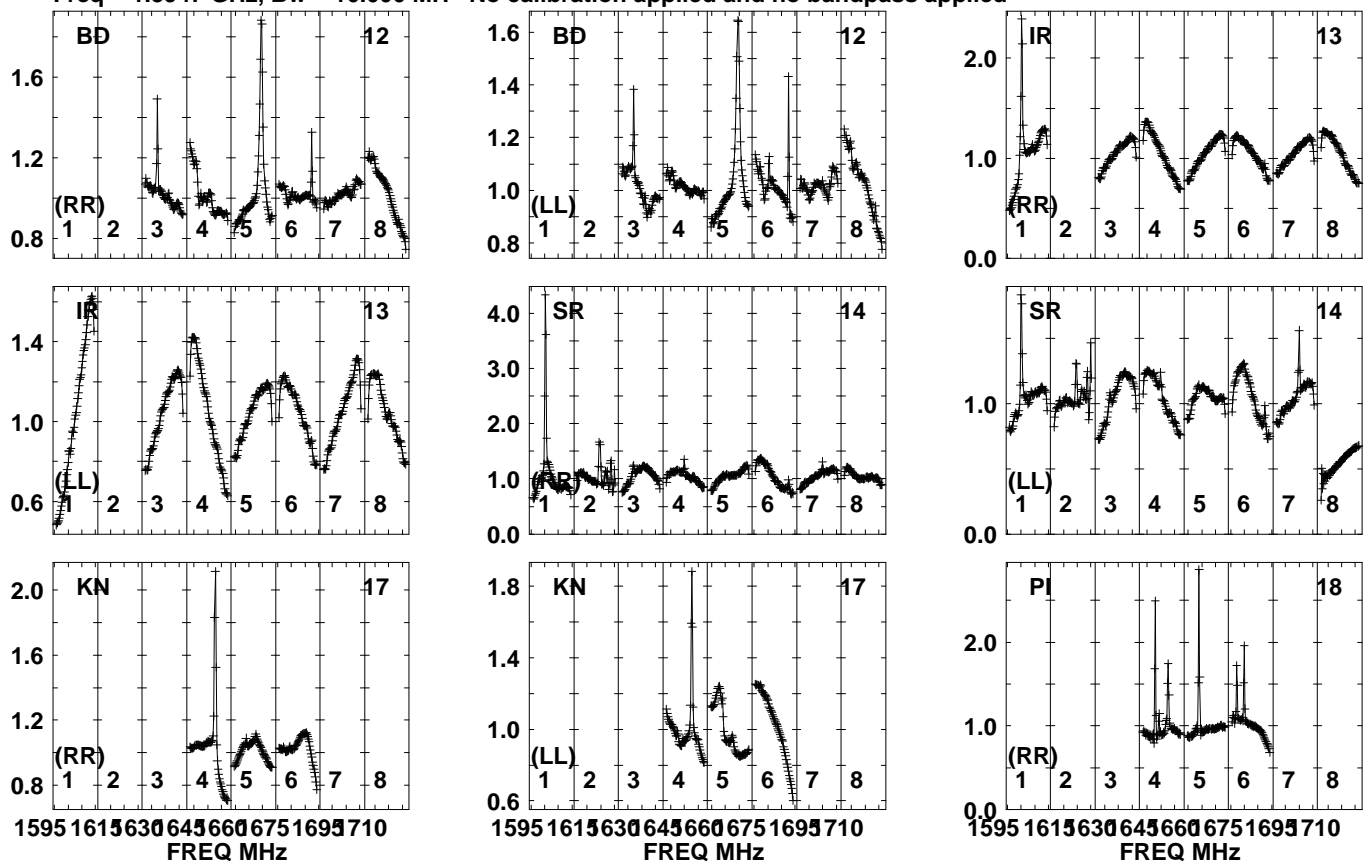 BD 12 BD 12 IR 13
1.6 1.6 2.0
1.4 1.4
1.2 1.2 1.0
1.0 1.0
(RR) (LL) (RR)
0.8 1 2 3 4 5 6 7 8 0.8 1 2 3 4 5 6 7 8 0.0 1 2 3 4 5 6 7 8
IR 13 SR 14 SR 14
1.4 4.0
3.0
1.0 2.0 1.0
1.0
(LL) (RR) (LL)
0.6 1 2 3 4 5 6 7 8 0.0 1 2 3 4 5 6 7 8 0.0 1 2 3 4 5 6 7 8
KN 17 KN 17 PI 18
2.0 1.8
1.6 1.4 2.0
1.2 1.0 1.0
(RR) (LL) (RR)
0.8 1 2 3 4 5 6 7 8 0.6 1 2 3 4 5 6 7 8 0.0 1 2 3 4 5 6 7 8
1595 1615 1630 1645 1660 1675 1695 1710 1595 1615 1630 1645 1660 1675 1695 1710 1595 1615 1630 1645 1660 1675 1695 1710
FREQ MHz FREQ MHz FREQ MHz